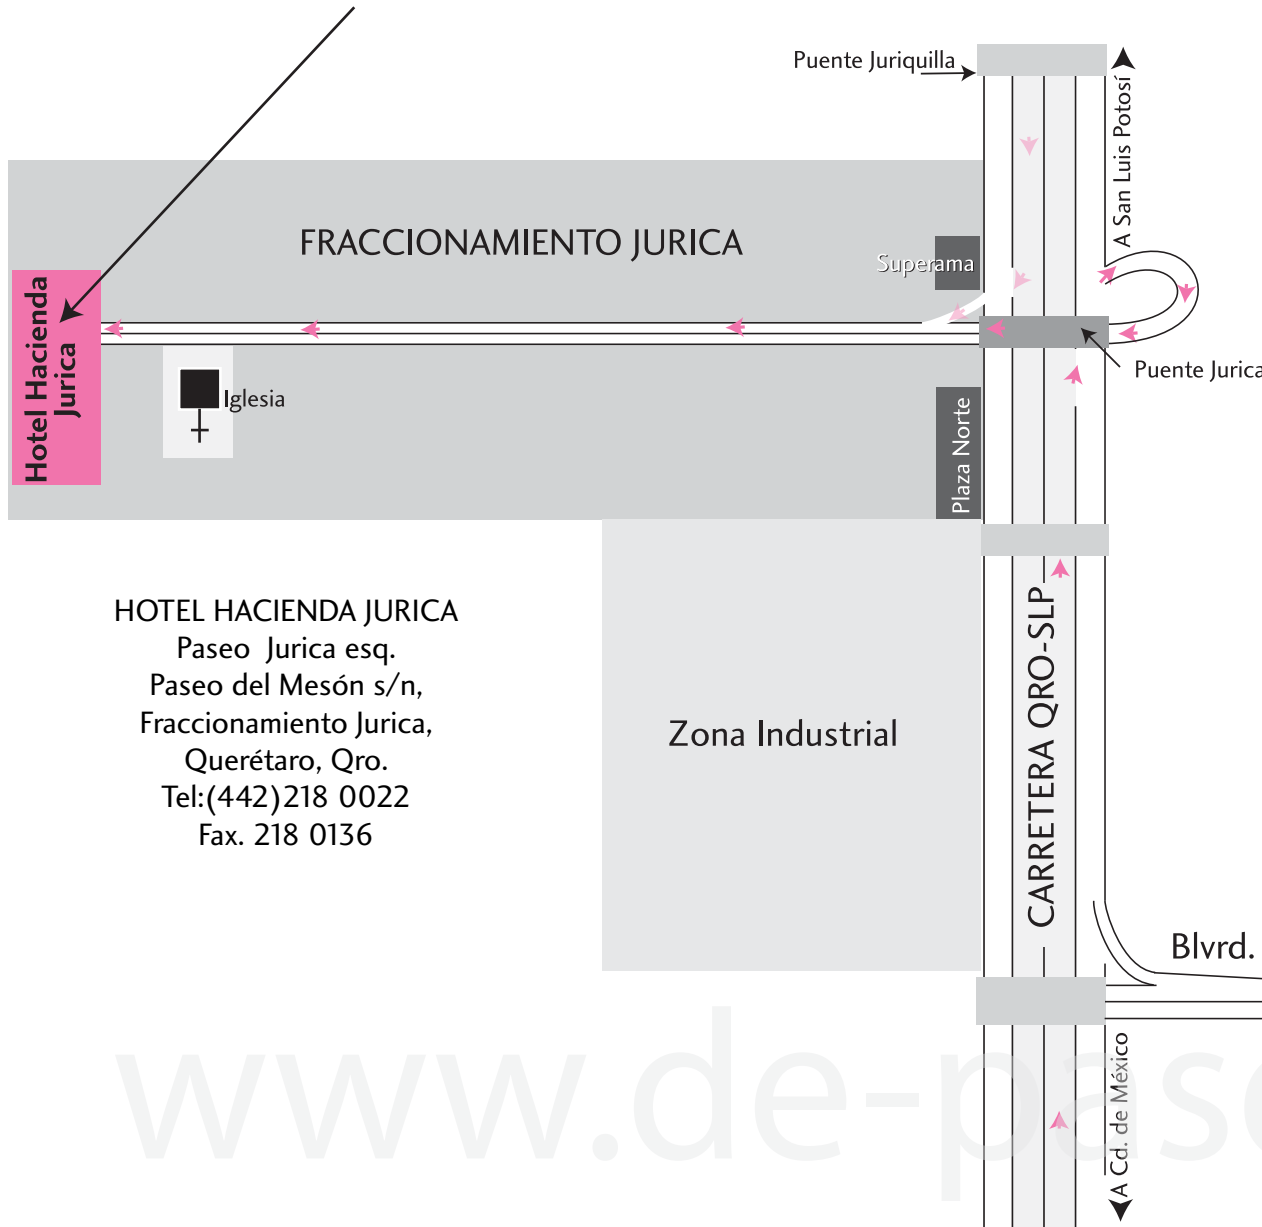 Puente Juriquilla
A San Luis Potosí
FRACCIONAMIENTO JURICA
Superama
Hotel Hacienda
Jurica
Iglesia
Puente Jurica
Plaza Norte
HOTEL HACIENDA JURICA
Paseo Jurica esq.
Paseo del Mesón s/n,
Fraccionamiento Jurica,
Querétaro, Qro.
Tel:(442)218 0022
Fax. 218 0136
Zona Industrial
CARRETERA QRO-SLP
Blvrd.
A Cd. de México
www.de-paseo